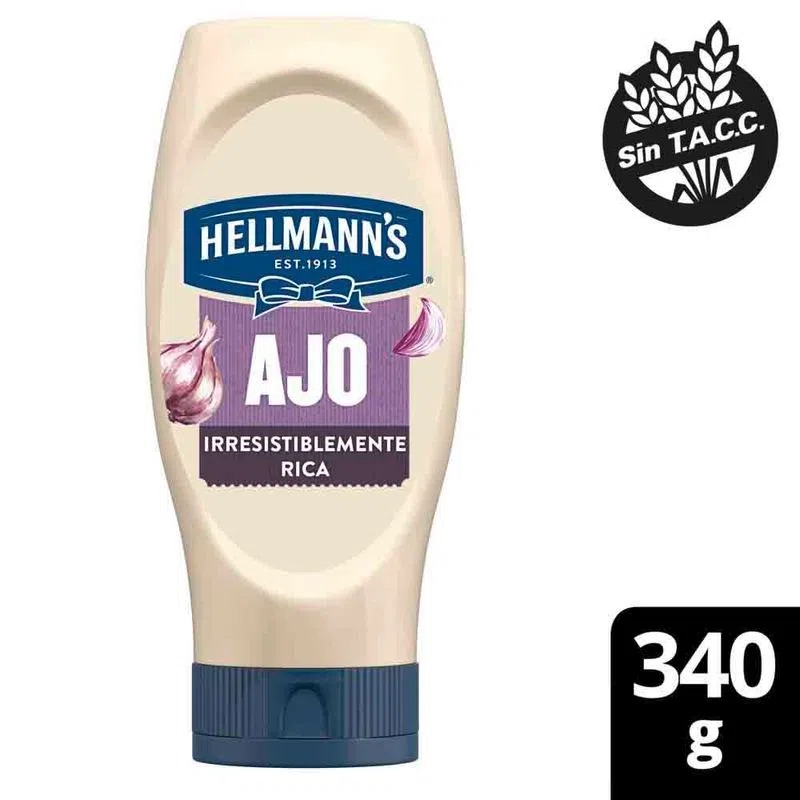 Sin T.A.C.C.
HELLMANN'S
EST.1913
®
AJO
IRRESISTIBLEMENTE
RICA
340
g